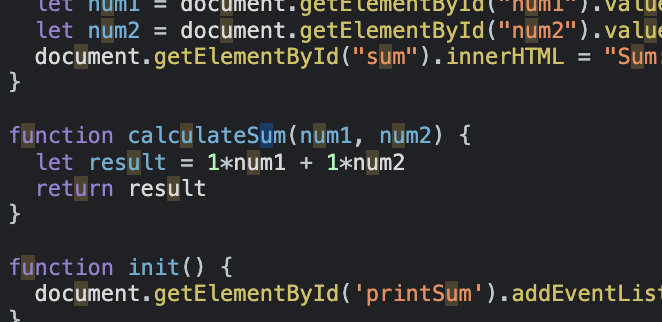 let num1 = document.getElementById("num1").value
let num2 = document.getElementById("num2").value
document.getElementById("sum").innerHTML = "Sum:
}
function calculateSum(num1, num2) {
let result = 1*num1 + 1*num2
return result
}
function init() {
document.getElementById('printSum').addEventList
}